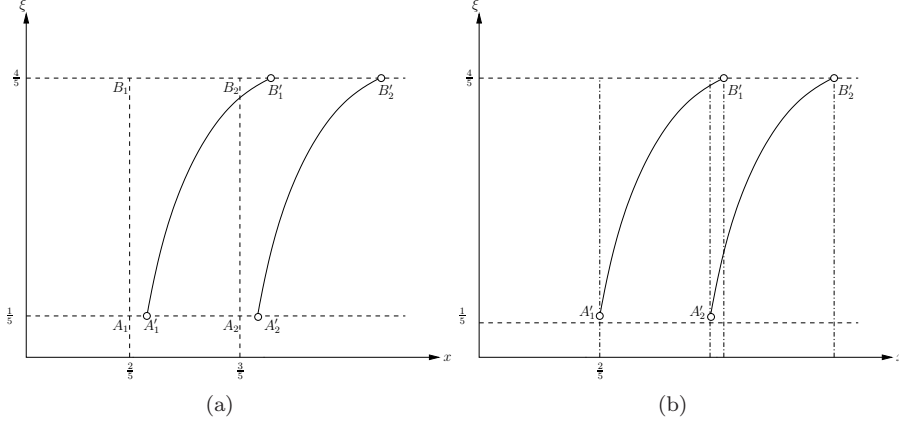 ξ ξ
4/5 B₁ B₂ B′₁ B′₂ 4/5 B′₁ B′₂
1/5 A₁ A′₁ A₂ A′₂ 1/5 A′₁ A′₂
x x
2/5 3/5 2/5
(a) (b)